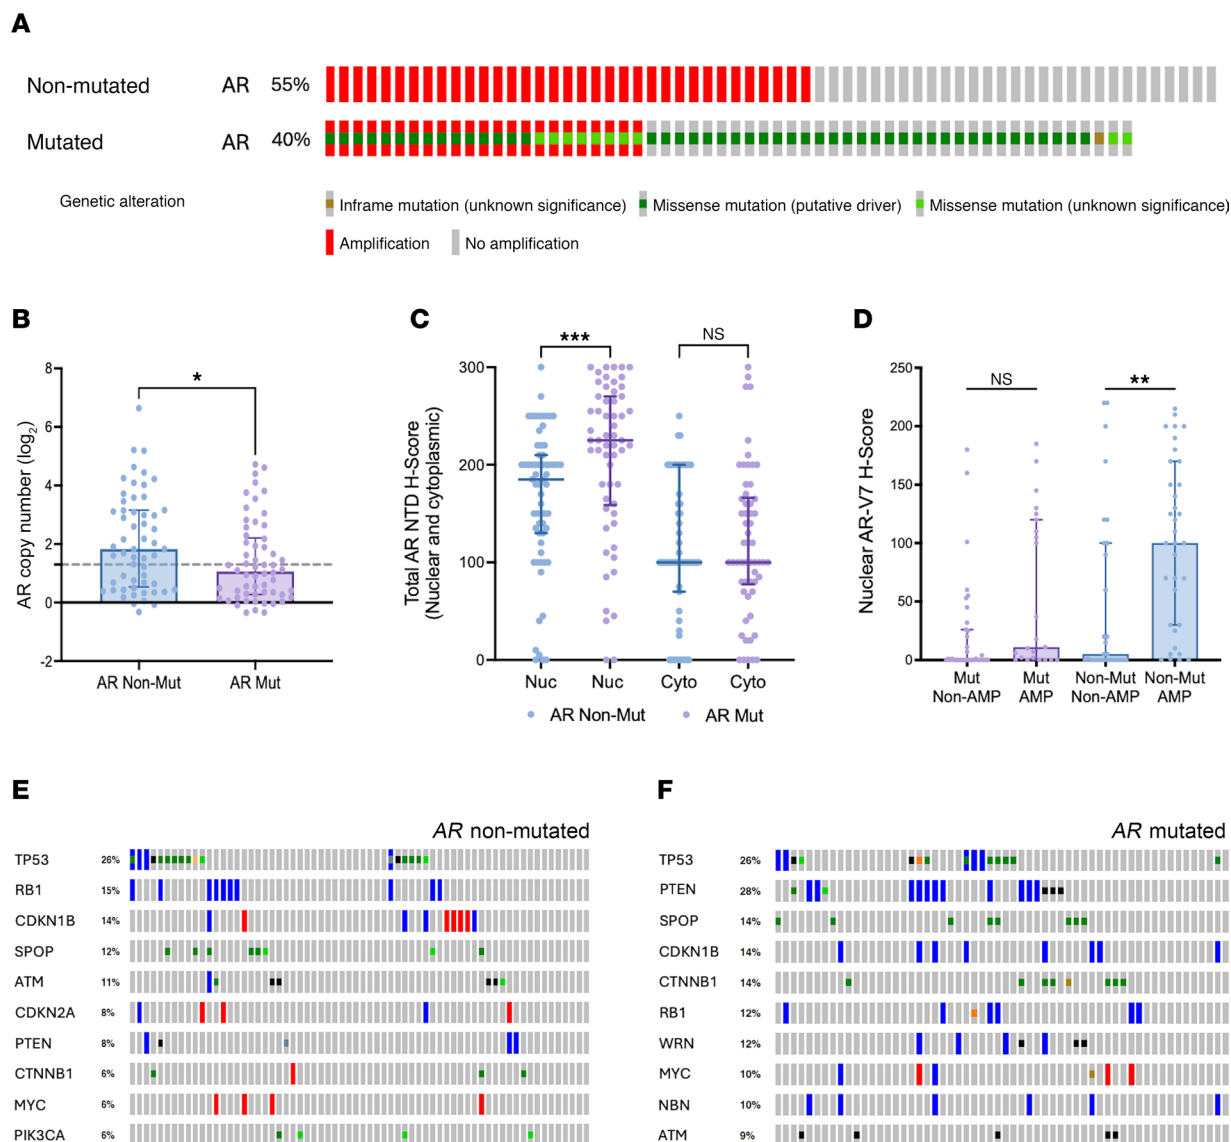 A
Non-mutated AR 55%
Mutated AR 40%
Genetic alteration
Inframe mutation (unknown significance) Missense mutation (putative driver) Missense mutation (unknown significance)
Amplification No amplification
B
AR copy number (log2)
8
6
4
2
0
-2
*
AR Non-Mut AR Mut
C
Total AR NTD H-Score
(Nuclear and cytoplasmic)
300
200
100
0
*** NS
Nuc Nuc Cyto Cyto
AR Non-Mut AR Mut
D
Nuclear AR-V7 H-Score
250
200
150
100
50
0
NS **
Mut Non-AMP
Mut AMP
Non-Mut Non-AMP
Non-Mut AMP
E
AR non-mutated
TP53 26%
RB1 15%
CDKN1B 14%
SPOP 12%
ATM 11%
CDKN2A 8%
PTEN 8%
CTNNB1 6%
MYC 6%
PIK3CA 6%
F
AR mutated
TP53 26%
PTEN 28%
SPOP 14%
CDKN1B 14%
CTNNB1 14%
RB1 12%
WRN 12%
MYC 10%
NBN 10%
ATM 9%